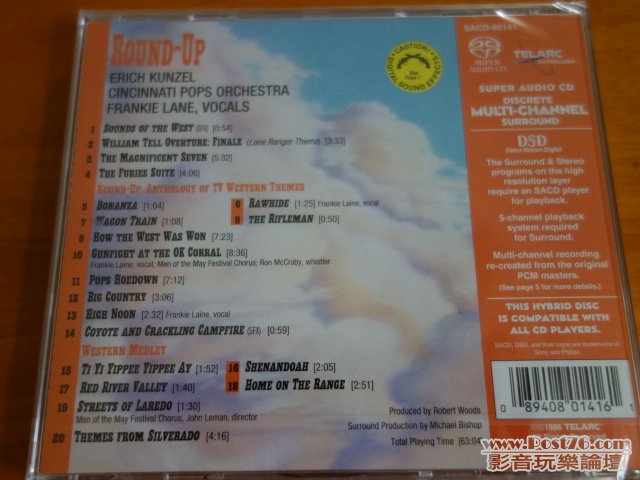 ROUND-UP
ERICH KUNZEL
CINCINNATI POPS ORCHESTRA
FRANKIE LANE, VOCALS
CAUTION!
DIGITAL SOUND EFFECTS
See Page 7
1 SOUNDS OF THE WEST (SFX) [0:54]
2 WILLIAM TELL OVERTURE: FINALE (Lone Ranger Theme) [3:33]
3 THE MAGNIFICENT SEVEN [5:32]
4 THE FURIES SUITE [4:06]
ROUND-UP: ANTHOLOGY OF TV WESTERN THEMES
5 BONANZA [1:04]
6 RAWHIDE [1:25] Frankie Laine, vocal
7 WAGON TRAIN [1:08]
8 THE RIFLEMAN [0:50]
9 HOW THE WEST WAS WON [7:23]
10 GUNFIGHT AT THE OK CORRAL [8:36]
Frankie Laine, vocal; Men of the May Festival Chorus; Ron McCroby, whistler
11 POPS HOEDOWN [7:12]
12 BIG COUNTRY [3:06]
13 HIGH NOON [2:32] Frankie Laine, vocal
14 COYOTE AND CRACKLING CAMPFIRE (SFX) [0:59]
WESTERN MEDLEY
15 TI YI YIPPEE YIPPEE AY [1:52]
16 SHENANDOAH [2:05]
17 RED RIVER VALLEY [1:40]
18 HOME ON THE RANGE [2:51]
19 STREETS OF LAREDO [1:30]
Men of the May Festival Chorus, John Leman, director
20 THEMES FROM SILVERADO [4:16]
Produced by Robert Woods
Surround Production by Michael Bishop
Total Playing Time [63:04]
SACD-60141
SUPER AUDIO CD
TELARC
SURROUND
SUPER AUDIO CD
DISCRETE
MULTI-CHANNEL
SURROUND
DSD
Direct Stream Digital
The Surround & Stereo
programs on the high
resolution layer
require an SACD player
for playback.
5-channel playback
system required
for Surround.
Multi-channel recording
re-created from the original
PCM masters.
(See page 5 for more details.)
THIS HYBRID DISC
IS COMPATIBLE WITH
ALL CD PLAYERS.
SACD, DSD, and their logos are trademarks of
Sony and Philips.
0 89408 01416 1
1986 TELARC
www.Post76.com
影音玩樂論壇